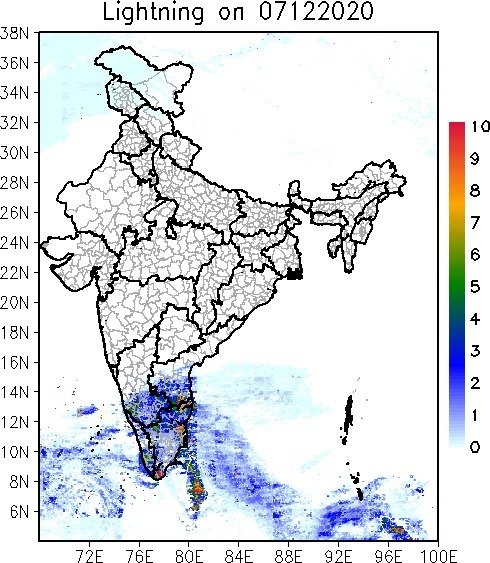 Lightning on 07122020
38N
36N
34N
32N
30N
28N
26N
24N
22N
20N
18N
16N
14N
12N
10N
8N
6N
72E 76E 80E 84E 88E 92E 96E 100E
10
9
8
7
6
5
4
3
2
1
0